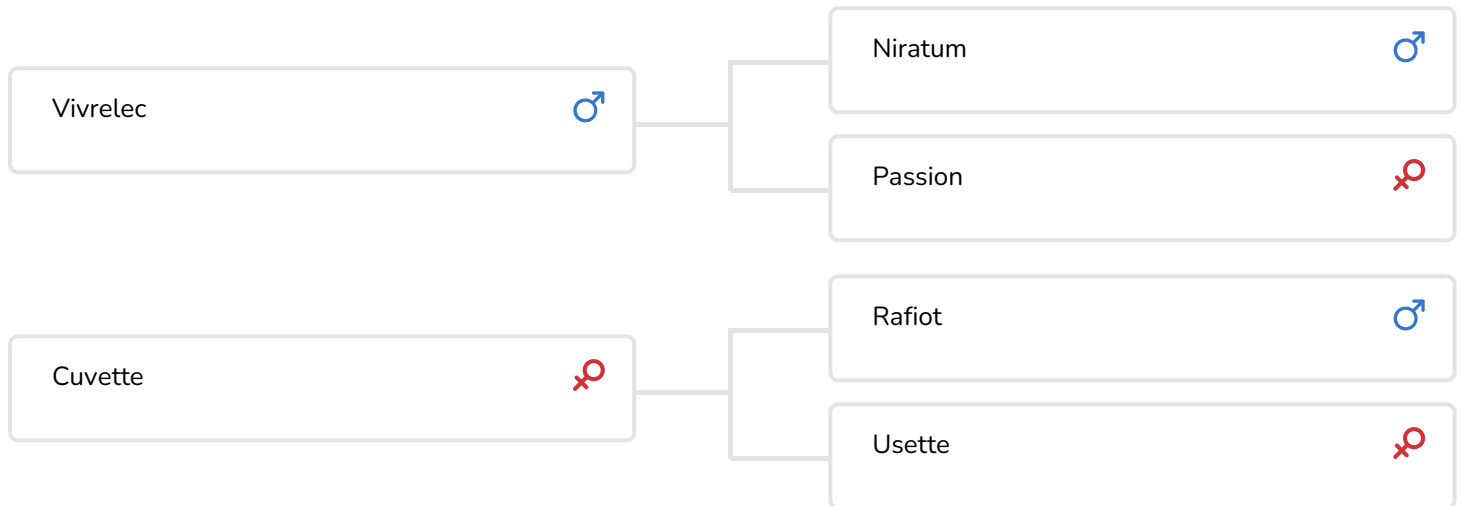 Vivrelec
Niratum
Passion
Cuvette
Rafiot
Usette